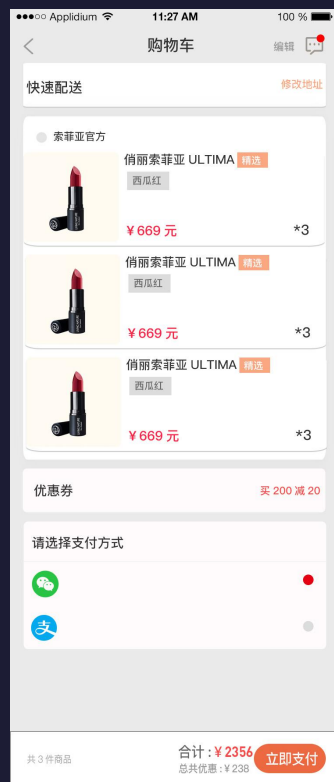 Applidium 11:27 AM 100 %
购物车 编辑
快速配送 修改地址
索菲亚官方
俏丽索菲亚 ULTIMA 精选
西瓜红
¥ 669 元 *3
俏丽索菲亚 ULTIMA 精选
西瓜红
¥ 669 元 *3
俏丽索菲亚 ULTIMA 精选
西瓜红
¥ 669 元 *3
优惠券 买 200 减 20
请选择支付方式
支
共 3 件商品
合计 : ¥ 2356
总共优惠 : ¥ 238
立即支付